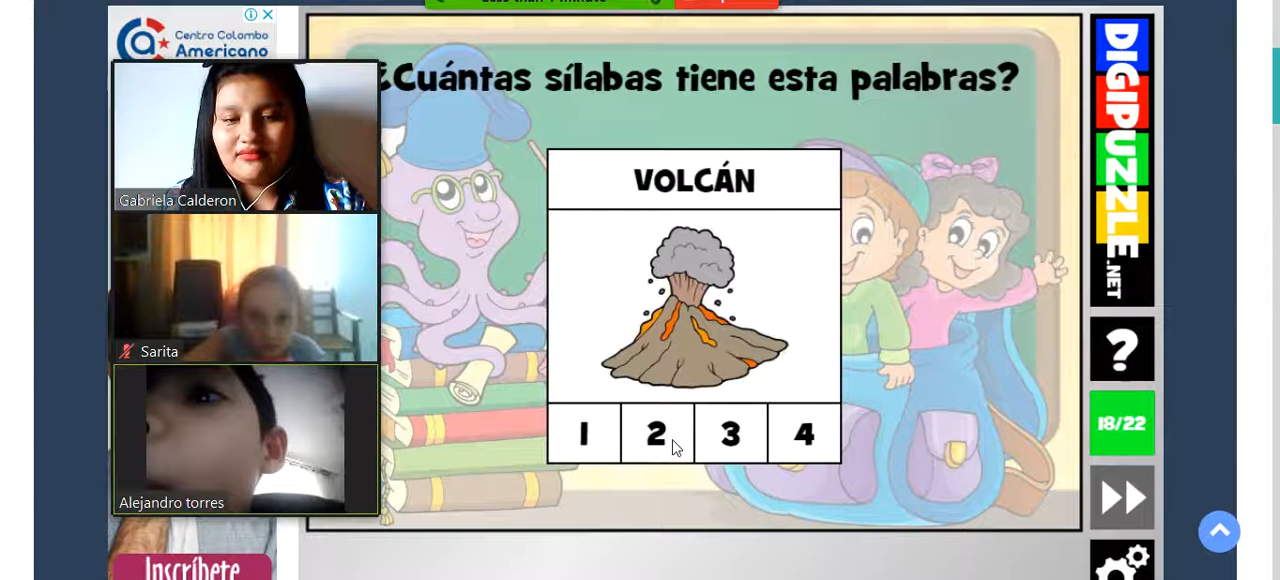 Centro Colombo
Americano
¿Cuántas sílabas tiene esta palabras?
Gabriela Calderon
Sarita
Alejandro torres
Inscríbete
VOLCÁN
1 2 3 4
DIGIPUZZLE.NET
?
18/22